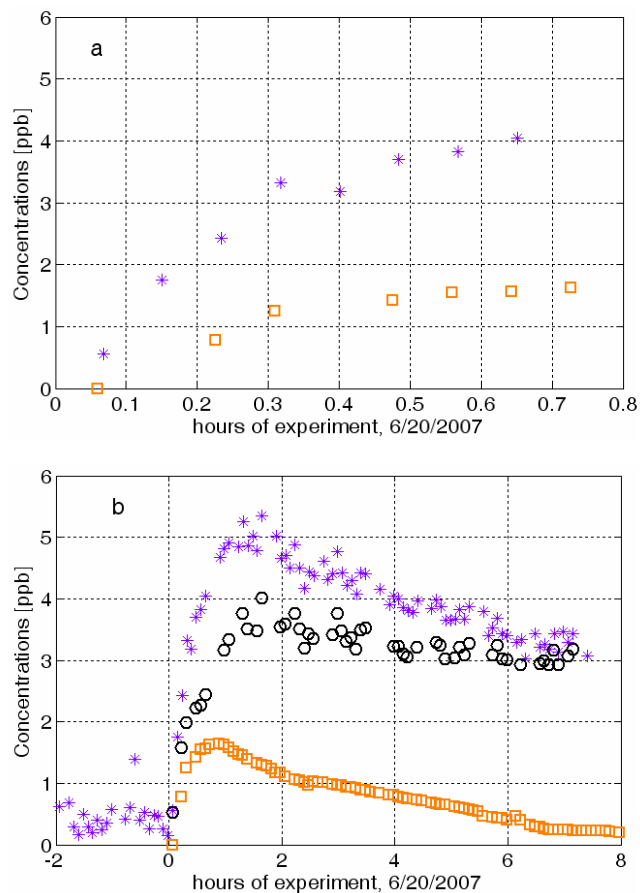 6
5
4
3
2
1
0
a
Concentrations [ppb]
0 0.1 0.2 0.3 0.4 0.5 0.6 0.7 0.8
hours of experiment, 6/20/2007
6
5
4
3
2
1
0
b
Concentrations [ppb]
-2 0 2 4 6 8
hours of experiment, 6/20/2007